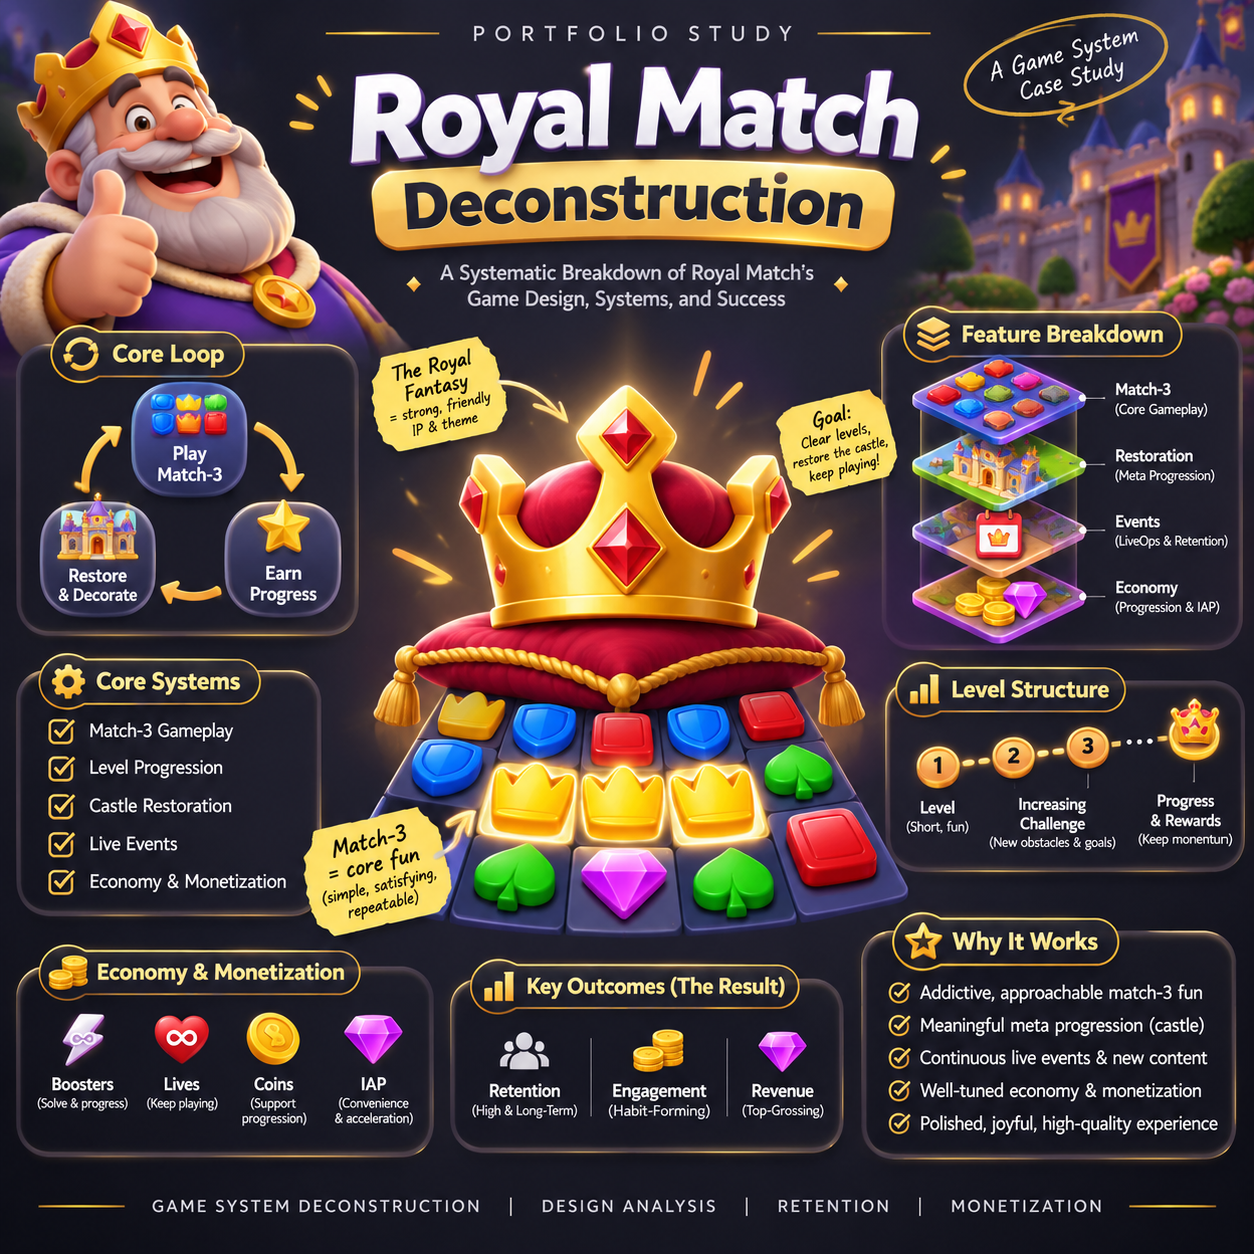 PORTFOLIO STUDY
A Game System
Case Study
Royal Match
Deconstruction
A Systematic Breakdown of Royal Match's
Game Design, Systems, and Success
Core Loop
Play
Match-3
Restore
& Decorate
Earn
Progress
The Royal
Fantasy
= strong, friendly
IP & theme
Goal:
Clear levels,
restore the castle,
keep playing!
Feature Breakdown
Match-3
(Core Gameplay)
Restoration
(Meta Progression)
Events
(LiveOps & Retention)
Economy
(Progression & IAP)
Core Systems
Match-3 Gameplay
Level Progression
Castle Restoration
Live Events
Economy & Monetization
Match-3
= core fun
(simple, satisfying,
repeatable)
Level Structure
1
2
3
Level
(Short, fun)
Increasing
Challenge
(New obstacles & goals)
Progress
& Rewards
(Keep monentun)
Economy & Monetization
Boosters
(Solve & progress)
Lives
(Keep playing)
Coins
(Support
progression)
IAP
(Convenience
& acceleration)
Key Outcomes (The Result)
Retention
(High & Long-Term)
Engagement
(Habit-Forming)
Revenue
(Top-Grossing)
Why It Works
Addictive, approachable match-3 fun
Meaningful meta progression (castle)
Continuous live events & new content
Well-tuned economy & monetization
Polished, joyful, high-quality experience
GAME SYSTEM DECONSTRUCTION | DESIGN ANALYSIS | RETENTION | MONETIZATION